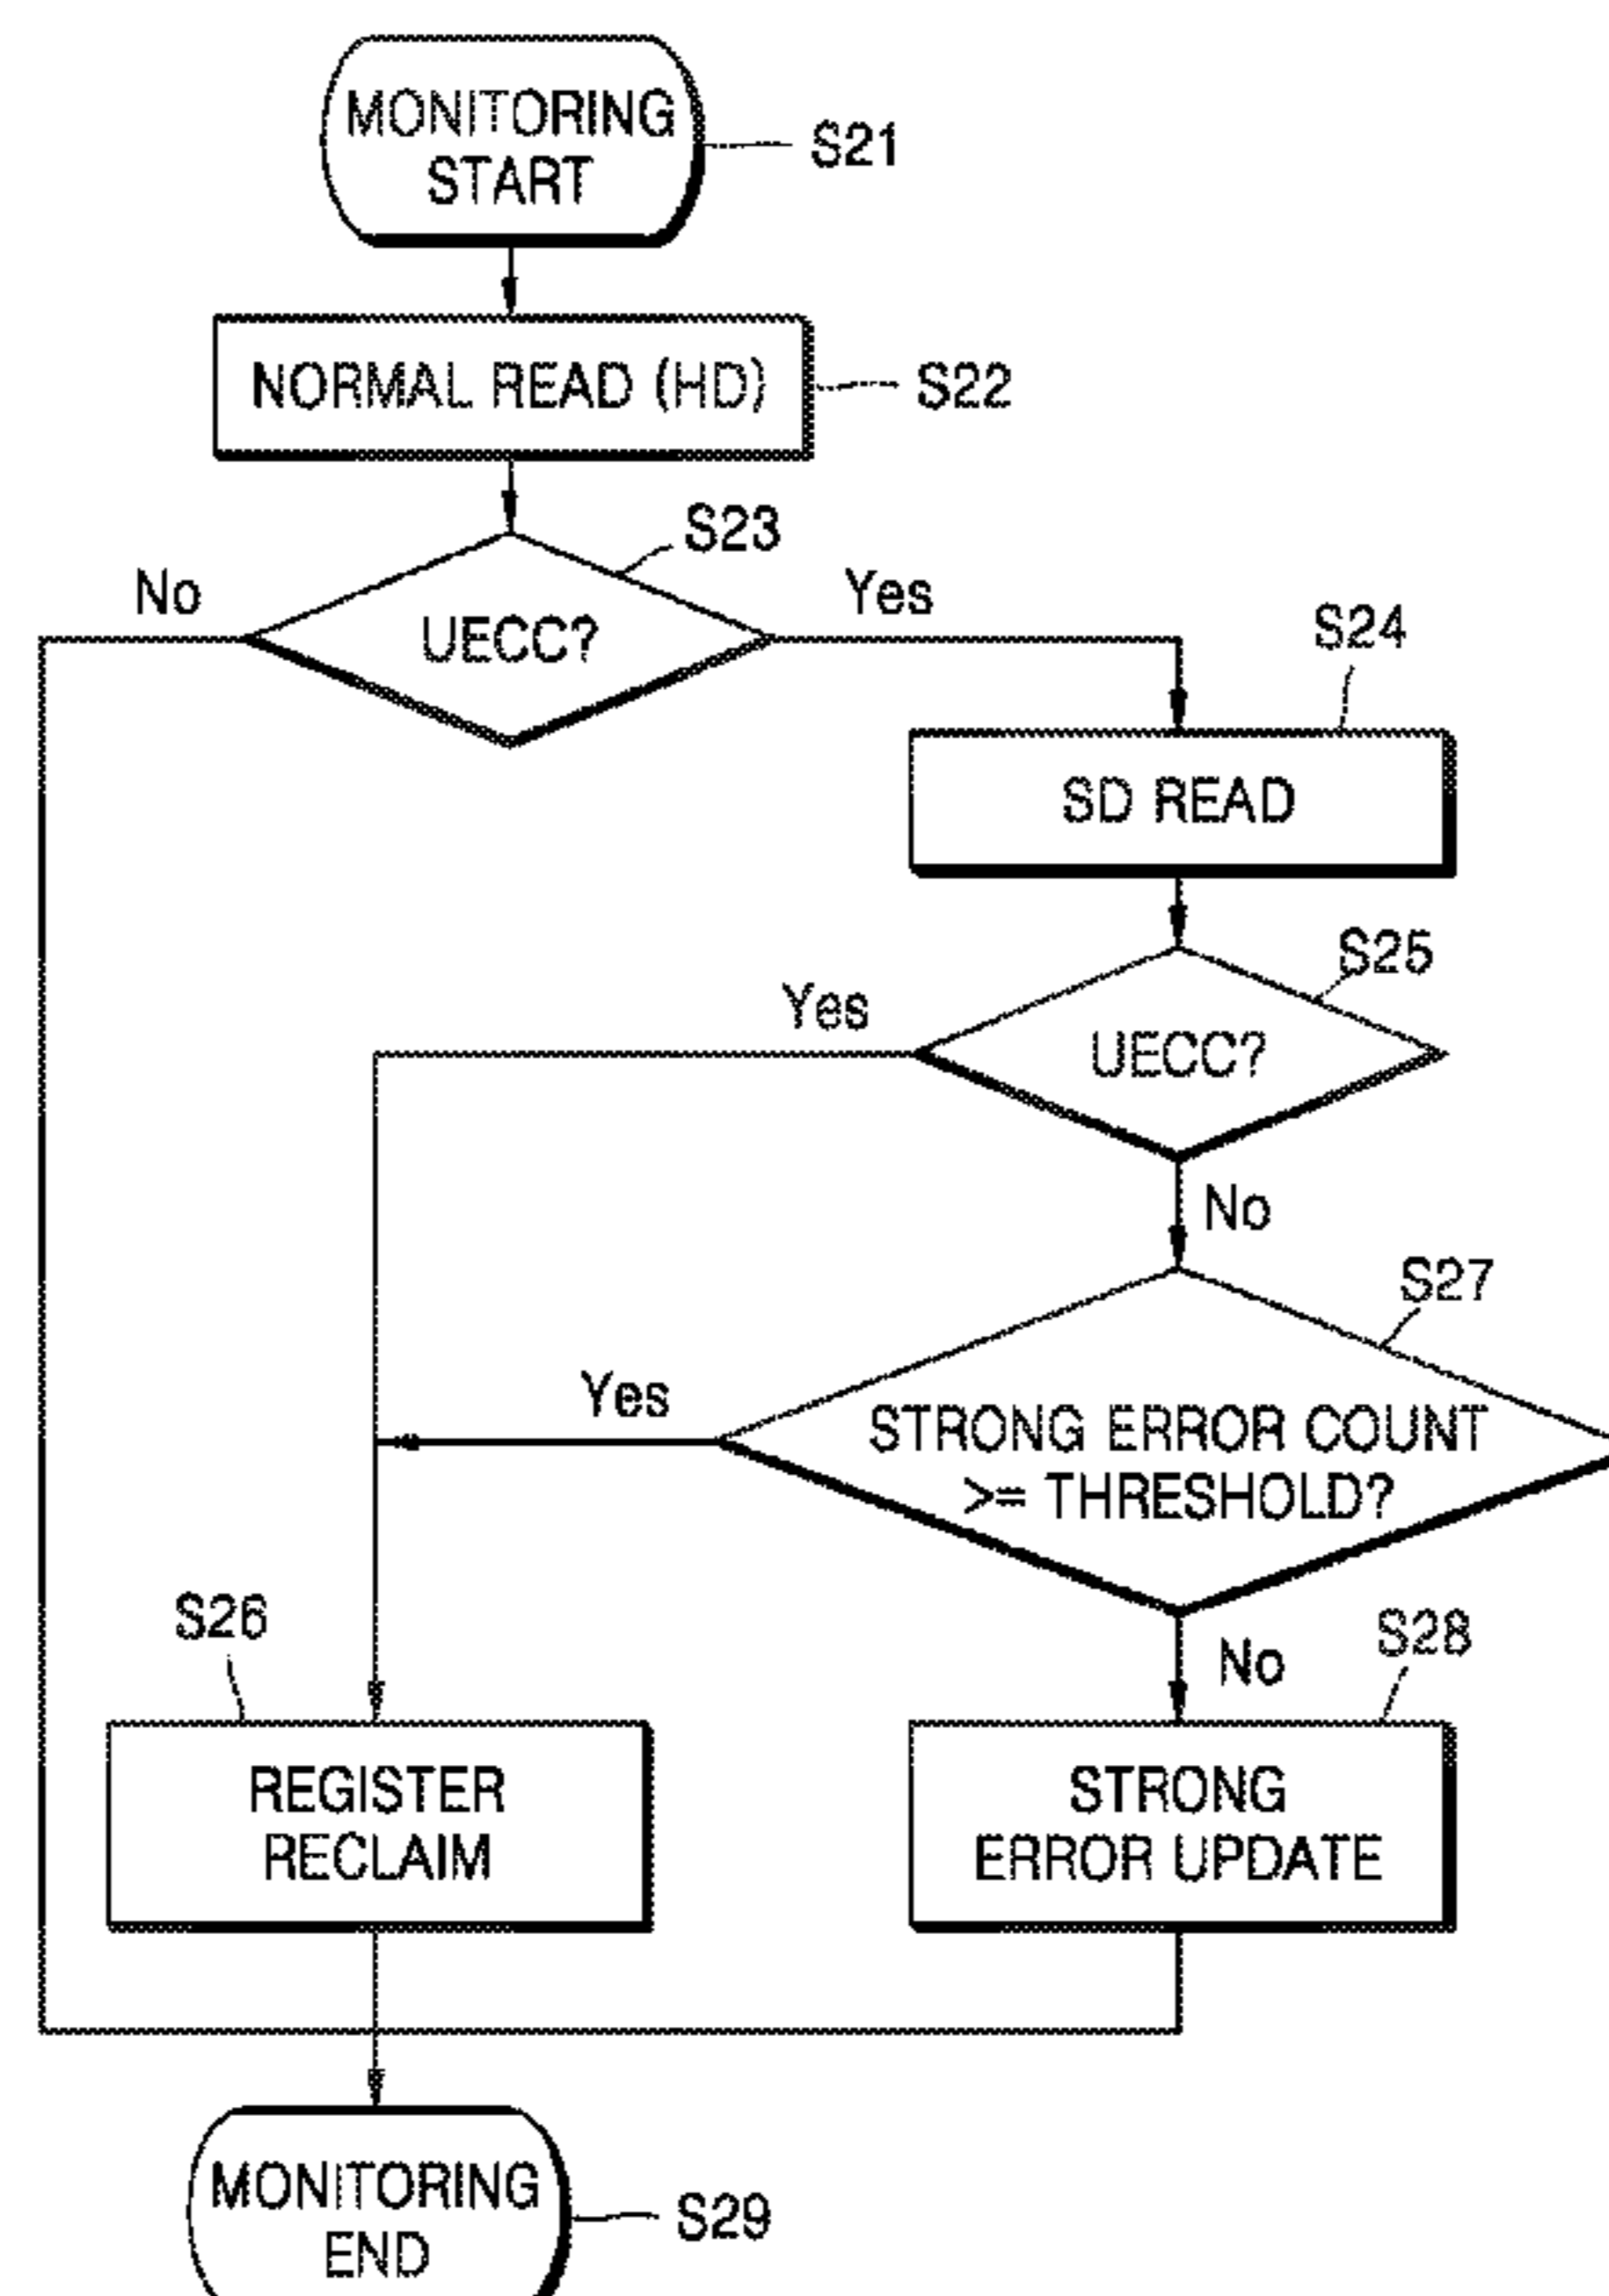 MONITORING
START
S21
NORMAL READ (HD)
S22
S23
No
Yes
UECC?
S24
SD READ
S25
Yes
UECC?
No
S27
Yes
STRONG ERROR COUNT
>= THRESHOLD?
S26
No
S28
REGISTER
RECLAIM
STRONG
ERROR UPDATE
MONITORING
END
S29